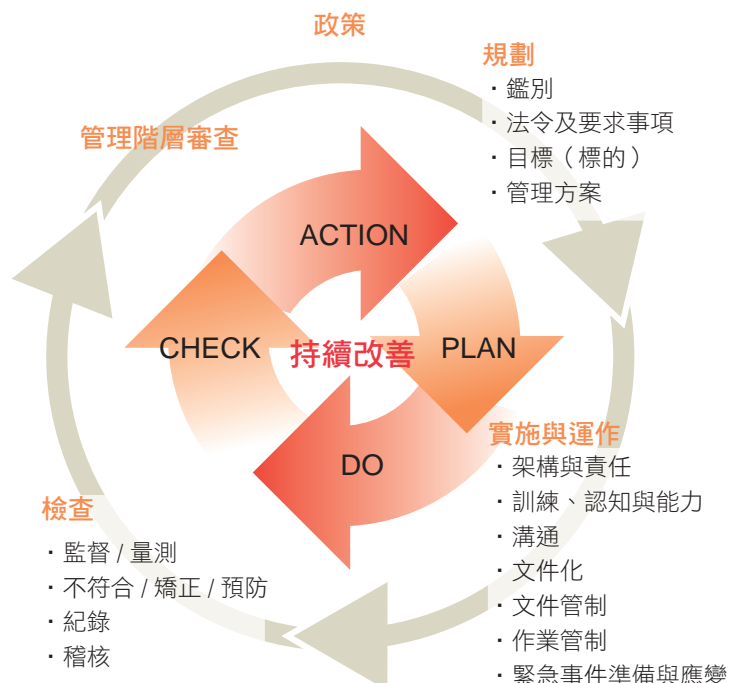 政策
規劃
・鑑別
・法令及要求事項
・目標（標的）
・管理方案
管理階層審查
ACTION
CHECK
持續改善
PLAN
DO
實施與運作
・架構與責任
・訓練、認知與能力
・溝通
・文件化
・文件管制
・作業管制
・緊急事件準備與應變
檢查
・監督 / 量測
・不符合 / 矯正 / 預防
・紀錄
・稽核